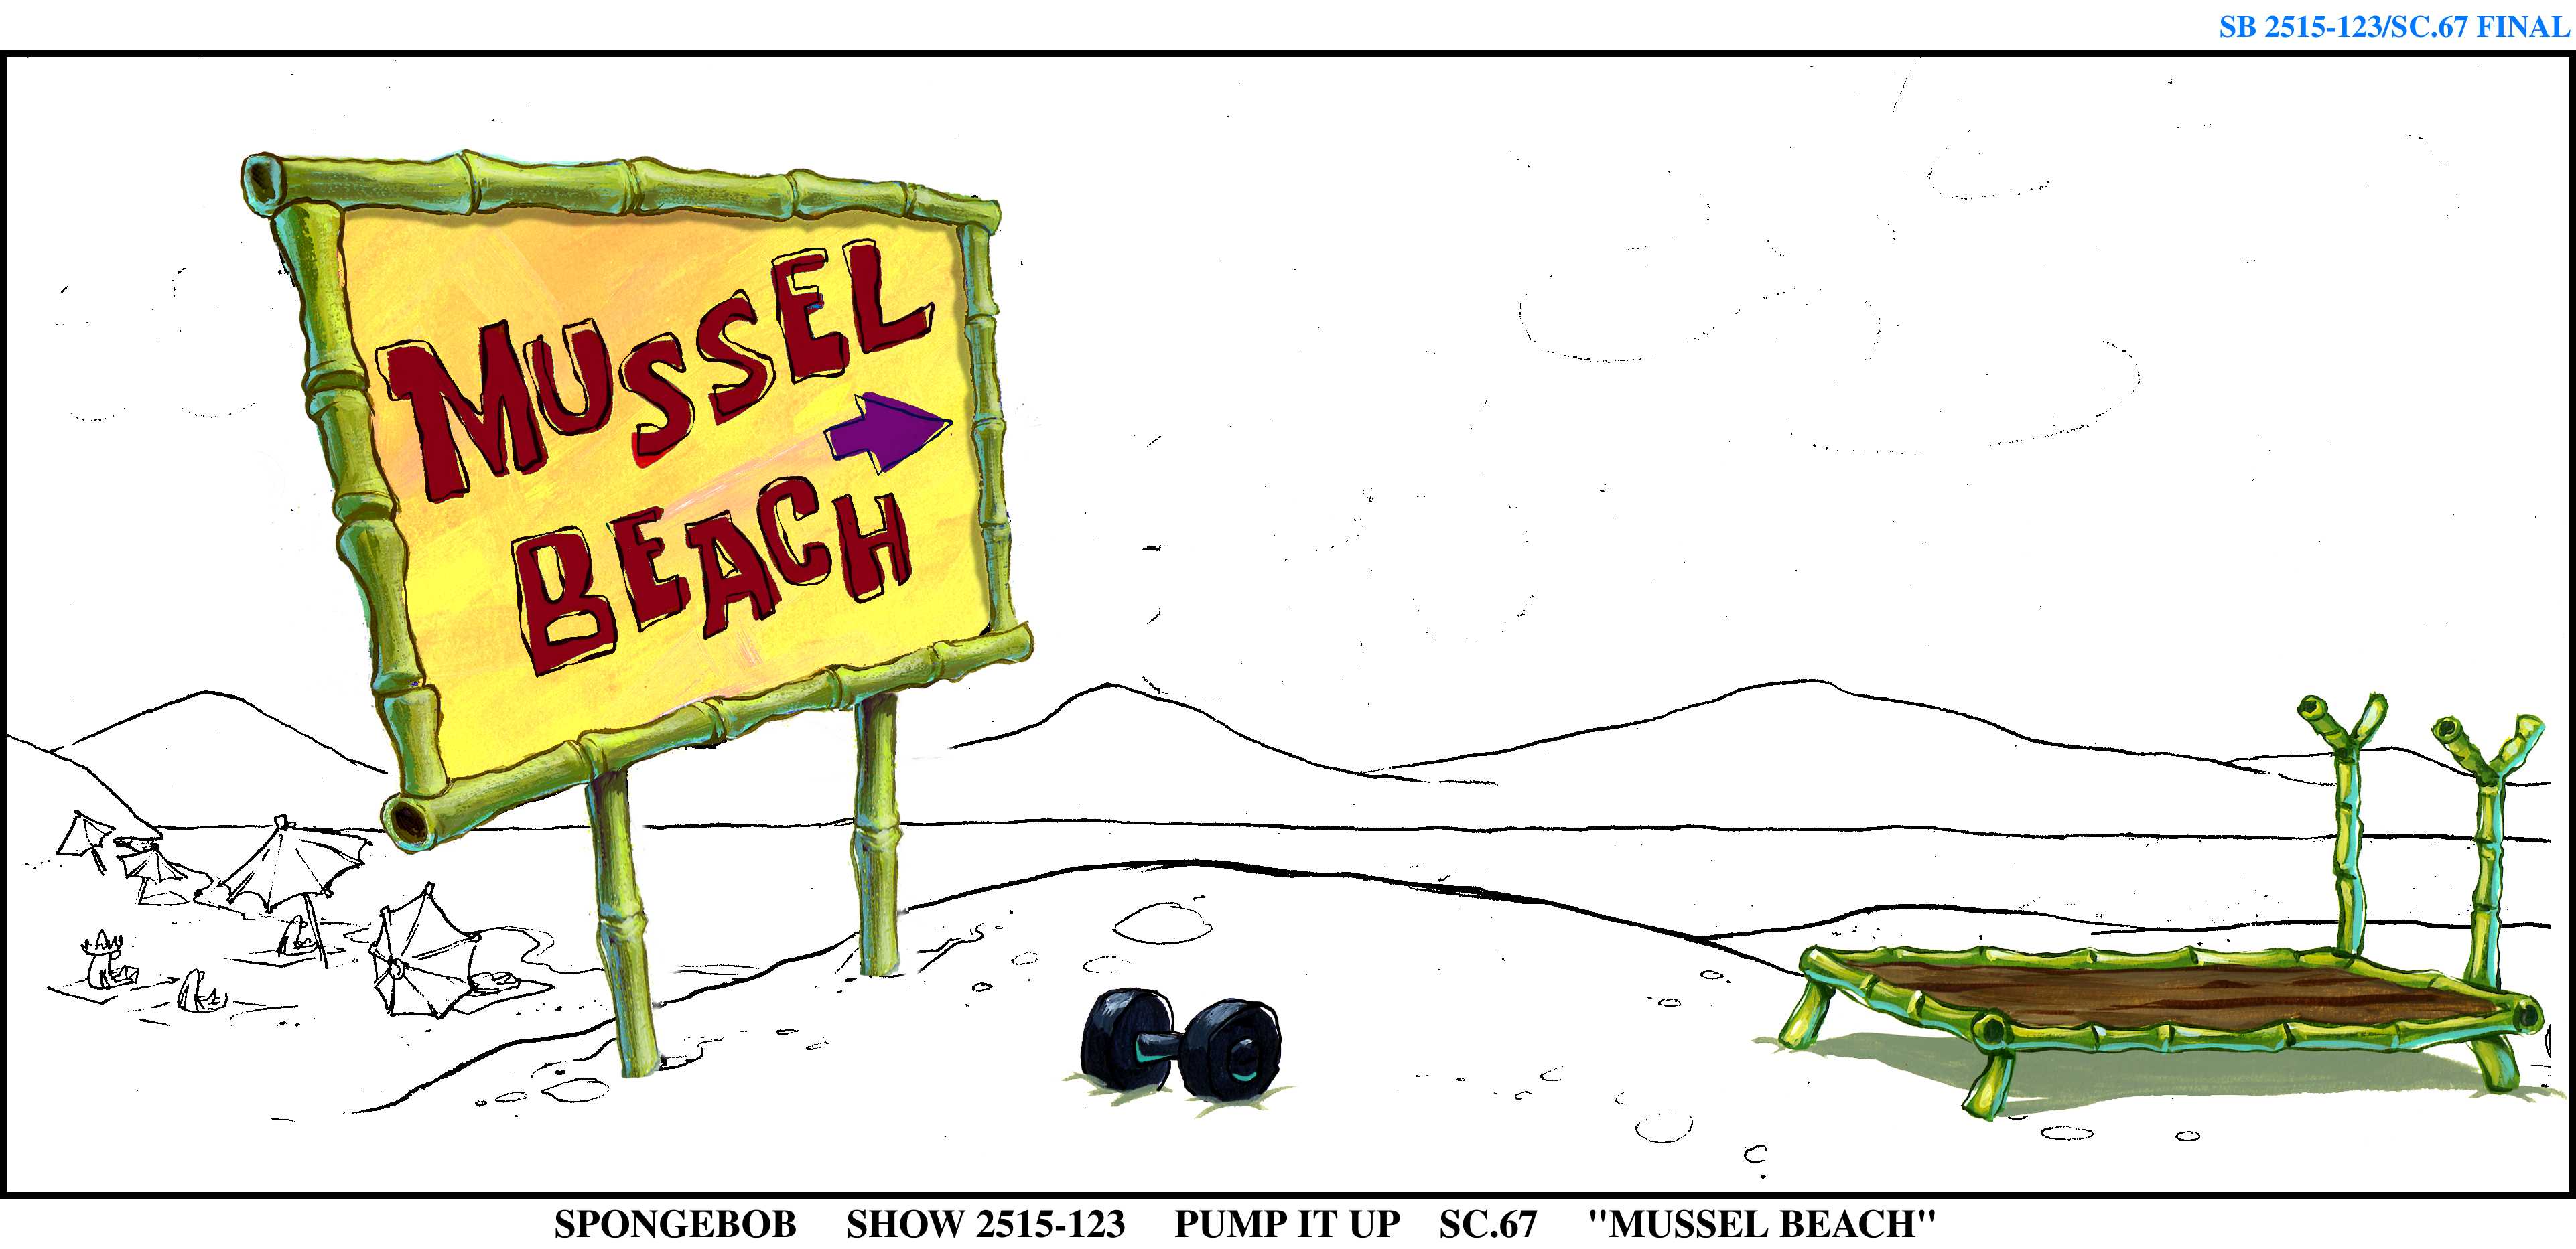 SB 2515-123/SC.67 FINAL
MUSSEL
BEACH
SPONGEBOB SHOW 2515-123 PUMP IT UP SC.67 "MUSSEL BEACH"